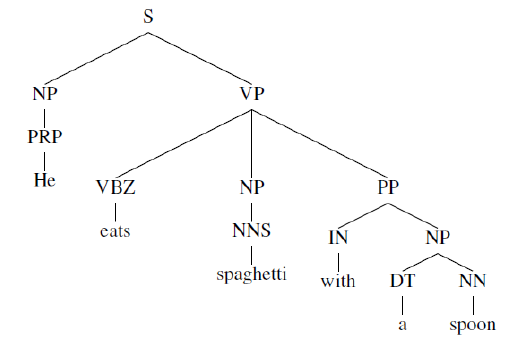 S
NP VP
PRP
He VBZ NP PP
eats NNS IN NP
spaghetti with DT NN
a spoon